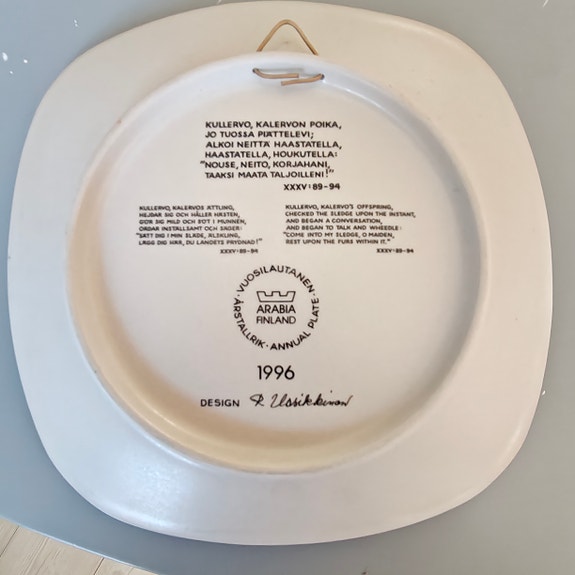 KULLERVO, KALERVON POIKA,
JO TUOSSA PIÄTTELEVI;
ALKOI NEITTÄ HAASTATELLA,
HAASTATELLA, HOUKUTELLA:
"NOUSE, NEITO, KORJAHANI,
TAAKSI MAATA TALJOILLENI!"
XXXV:89-94
KULLERVO, KALERVOS ÄTTLING,
HEJDAR SIG OCH HÅLLER HÄSTEN,
GÖR SIG MILD OCH SÖT I MUNNEN,
ORDAR INSTÄLLSAMT OCH SÄGER:
"SÄTT DIG I MIN SLÄDE, ÄLSKLING,
LÄGG DIG HÄR, DU LANDETS PRYDNAD!"
XXXV:89-94
KULLERVO, KALERVO'S OFFSPRING,
CHECKED THE SLEDGE UPON THE INSTANT,
AND BEGAN A CONVERSATION,
AND BEGAN TO TALK AND WHEEDLE:
"COME INTO MY SLEDGE, O MAIDEN,
REST UPON THE FURS WITHIN IT."
XXXV:89-94
· VUOSILAUTANEN ·
ARABIA
FINLAND
ÅRSTALLRIK · ANNUAL PLATE
1996
DESIGN R Uosikkinen